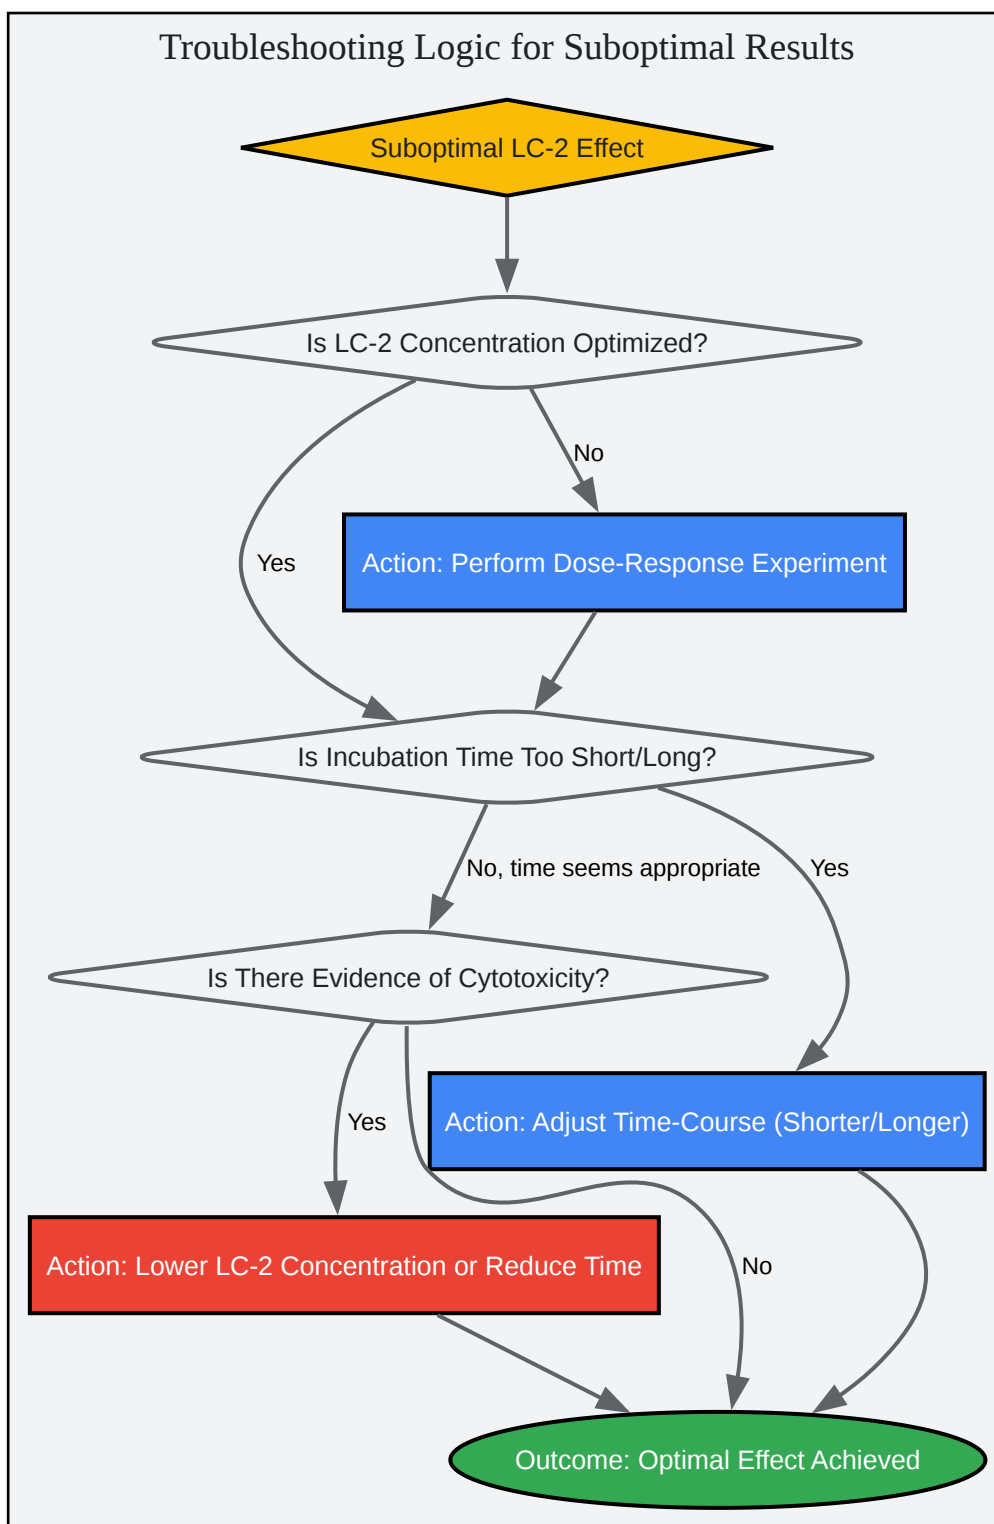 Troubleshooting Logic for Suboptimal Results
Suboptimal LC-2 Effect
Is LC-2 Concentration Optimized?
No
Yes
Action: Perform Dose-Response Experiment
Is Incubation Time Too Short/Long?
No, time seems appropriate
Yes
Is There Evidence of Cytotoxicity?
Yes
Action: Adjust Time-Course (Shorter/Longer)
Action: Lower LC-2 Concentration or Reduce Time
No
Outcome: Optimal Effect Achieved